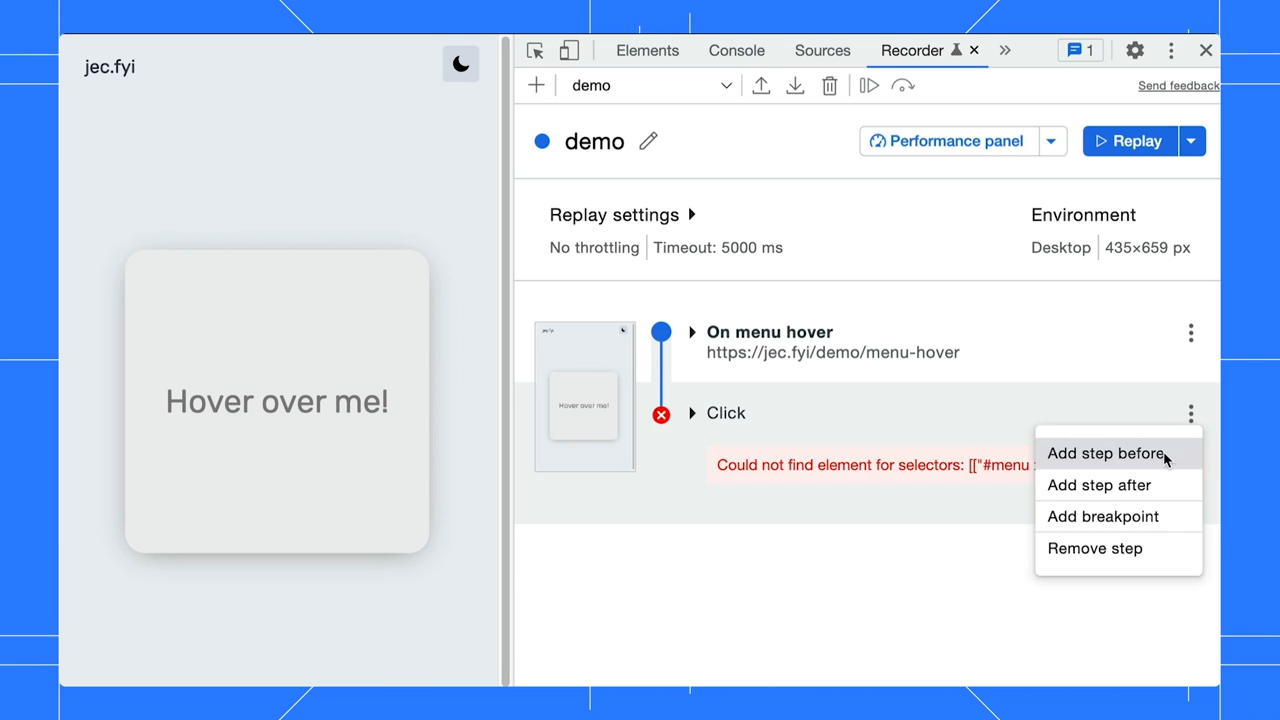 jec.fyi
Hover over me!
Elements
Console
Sources
Recorder
1
demo
Send feedback
demo
Performance panel
Replay
Replay settings
No throttling
Timeout: 5000 ms
Environment
Desktop
435×659 px
Hover over me!
On menu hover
https://jec.fyi/demo/menu-hover
Click
Could not find element for selectors: [["#menu
Add step before
Add step after
Add breakpoint
Remove step